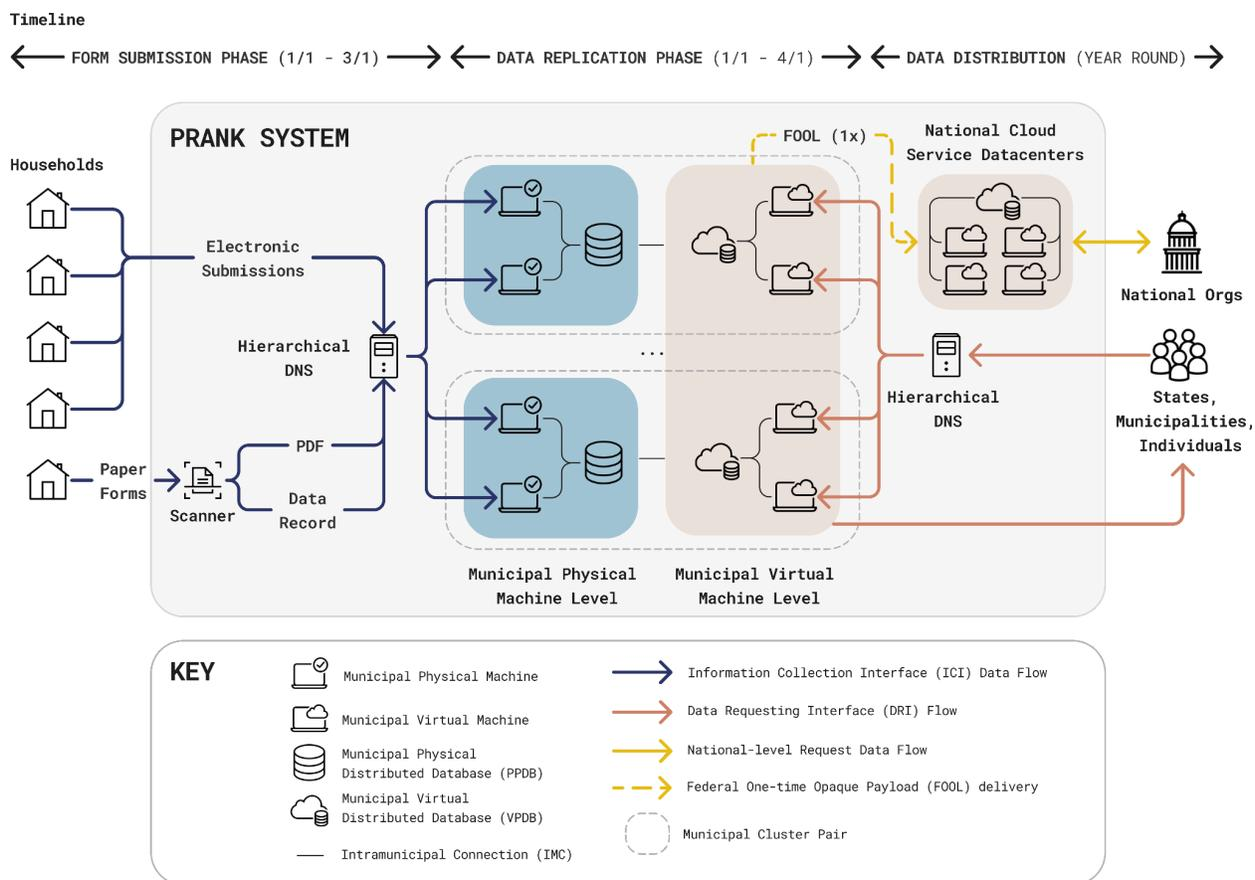 Timeline
FORM SUBMISSION PHASE (1/1 - 3/1)
DATA REPLICATION PHASE (1/1 - 4/1)
DATA DISTRIBUTION (YEAR ROUND)
PRANK SYSTEM
Households
Electronic
Submissions
Hierarchical
DNS
Paper
Forms
Scanner
PDF
Data
Record
...
FOOL (1x)
National Cloud
Service Datacenters
National Orgs
Hierarchical
DNS
States,
Municipalities,
Individuals
Municipal Physical
Machine Level
Municipal Virtual
Machine Level
KEY
Municipal Physical Machine
Municipal Virtual Machine
Municipal Physical
Distributed Database (PPDB)
Municipal Virtual
Distributed Database (VPDB)
Intramunicipal Connection (IMC)
Information Collection Interface (ICI) Data Flow
Data Requesting Interface (DRI) Flow
National-level Request Data Flow
Federal One-time Opaque Payload (FOOL) delivery
Municipal Cluster Pair